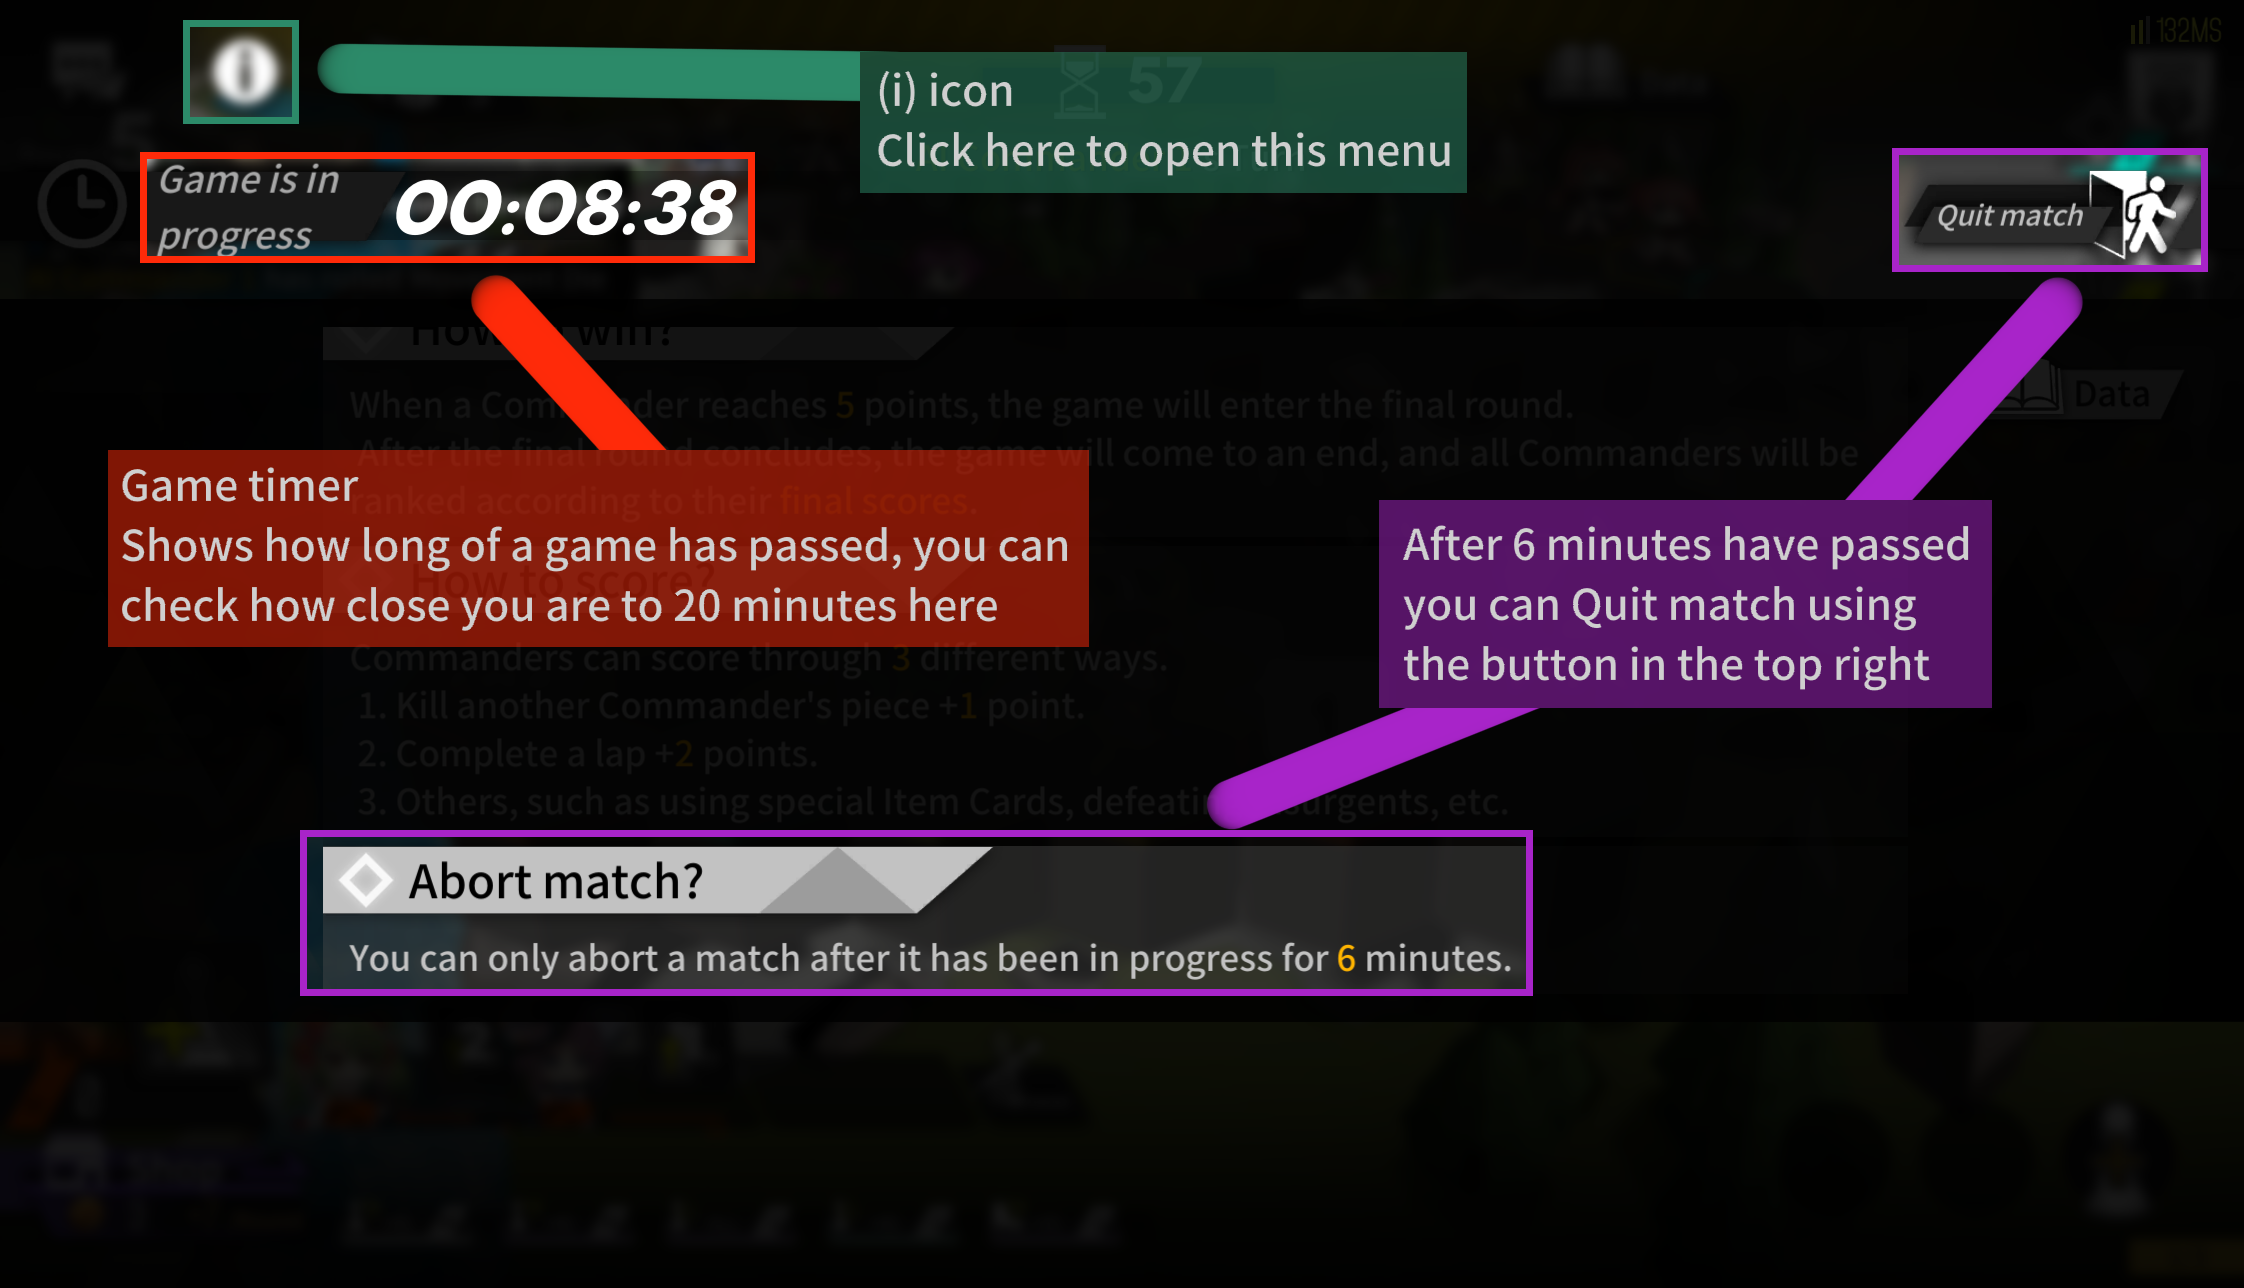 132MS
57
(i) icon
Click here to open this menu
Game is in
progress
00:08:38
Quit match
How win?
When a Com der reaches 5 points, the game will enter the final round.
Data
After the final round concludes, the game will come to an end, and all Commanders will be
ranked according to their final scores.
Game timer
Shows how long of a game has passed, you can
check how close you are to 20 minutes here
How to score?
After 6 minutes have passed
you can Quit match using
the button in the top right
Commanders can score through 3 different ways.
1. Kill another Commander's piece +1 point.
2. Complete a lap +2 points.
3. Others, such as using special Item Cards, defeati surgents, etc.
Abort match?
You can only abort a match after it has been in progress for 6 minutes.